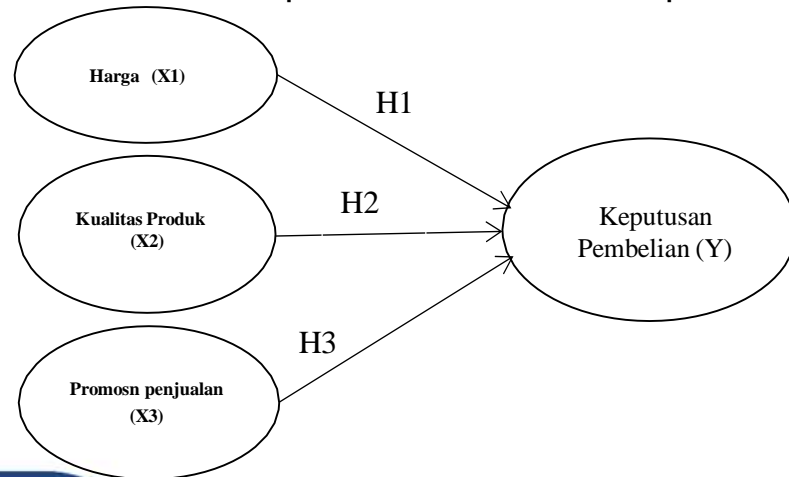 Harga (X1)
H1
Kualitas Produk
(X2)
H2
Keputusan
Pembelian (Y)
H3
Promosn penjualan
(X3)